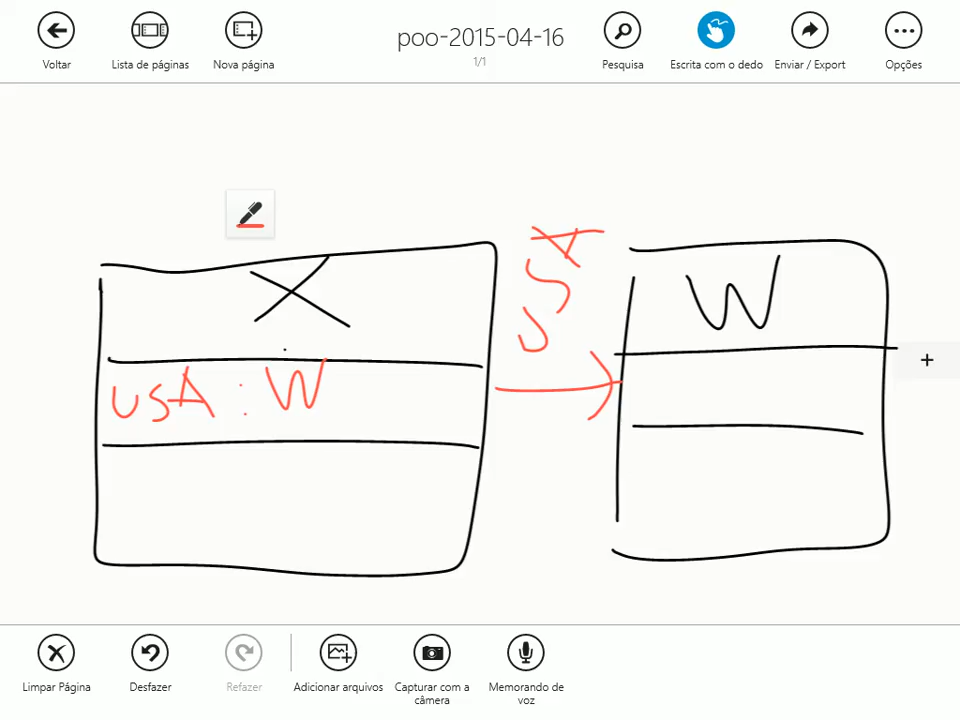 Voltar
Lista de páginas
Nova página
poo-2015-04-16
1/1
Pesquisa
Escrita com o dedo
Enviar / Export
Opções
X
USA
W
USA : W
Limpar Página
Desfazer
Refazer
Adicionar arquivos
Capturar com a
câmera
Memorando de
voz